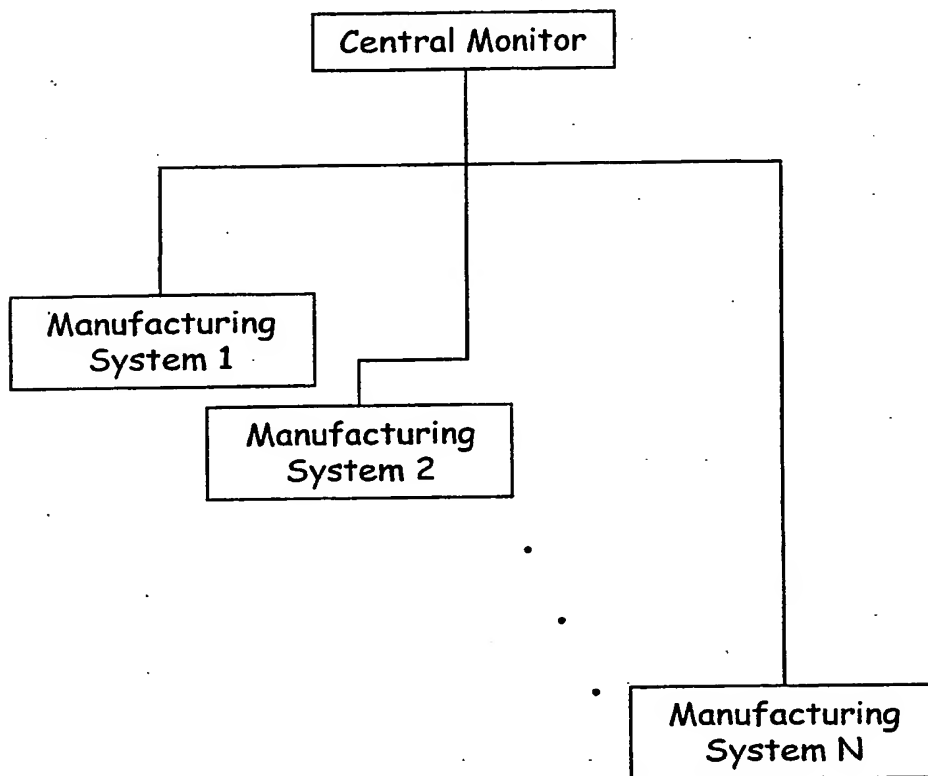 Central Monitor
Manufacturing
System 1
Manufacturing
System 2
Manufacturing
System N